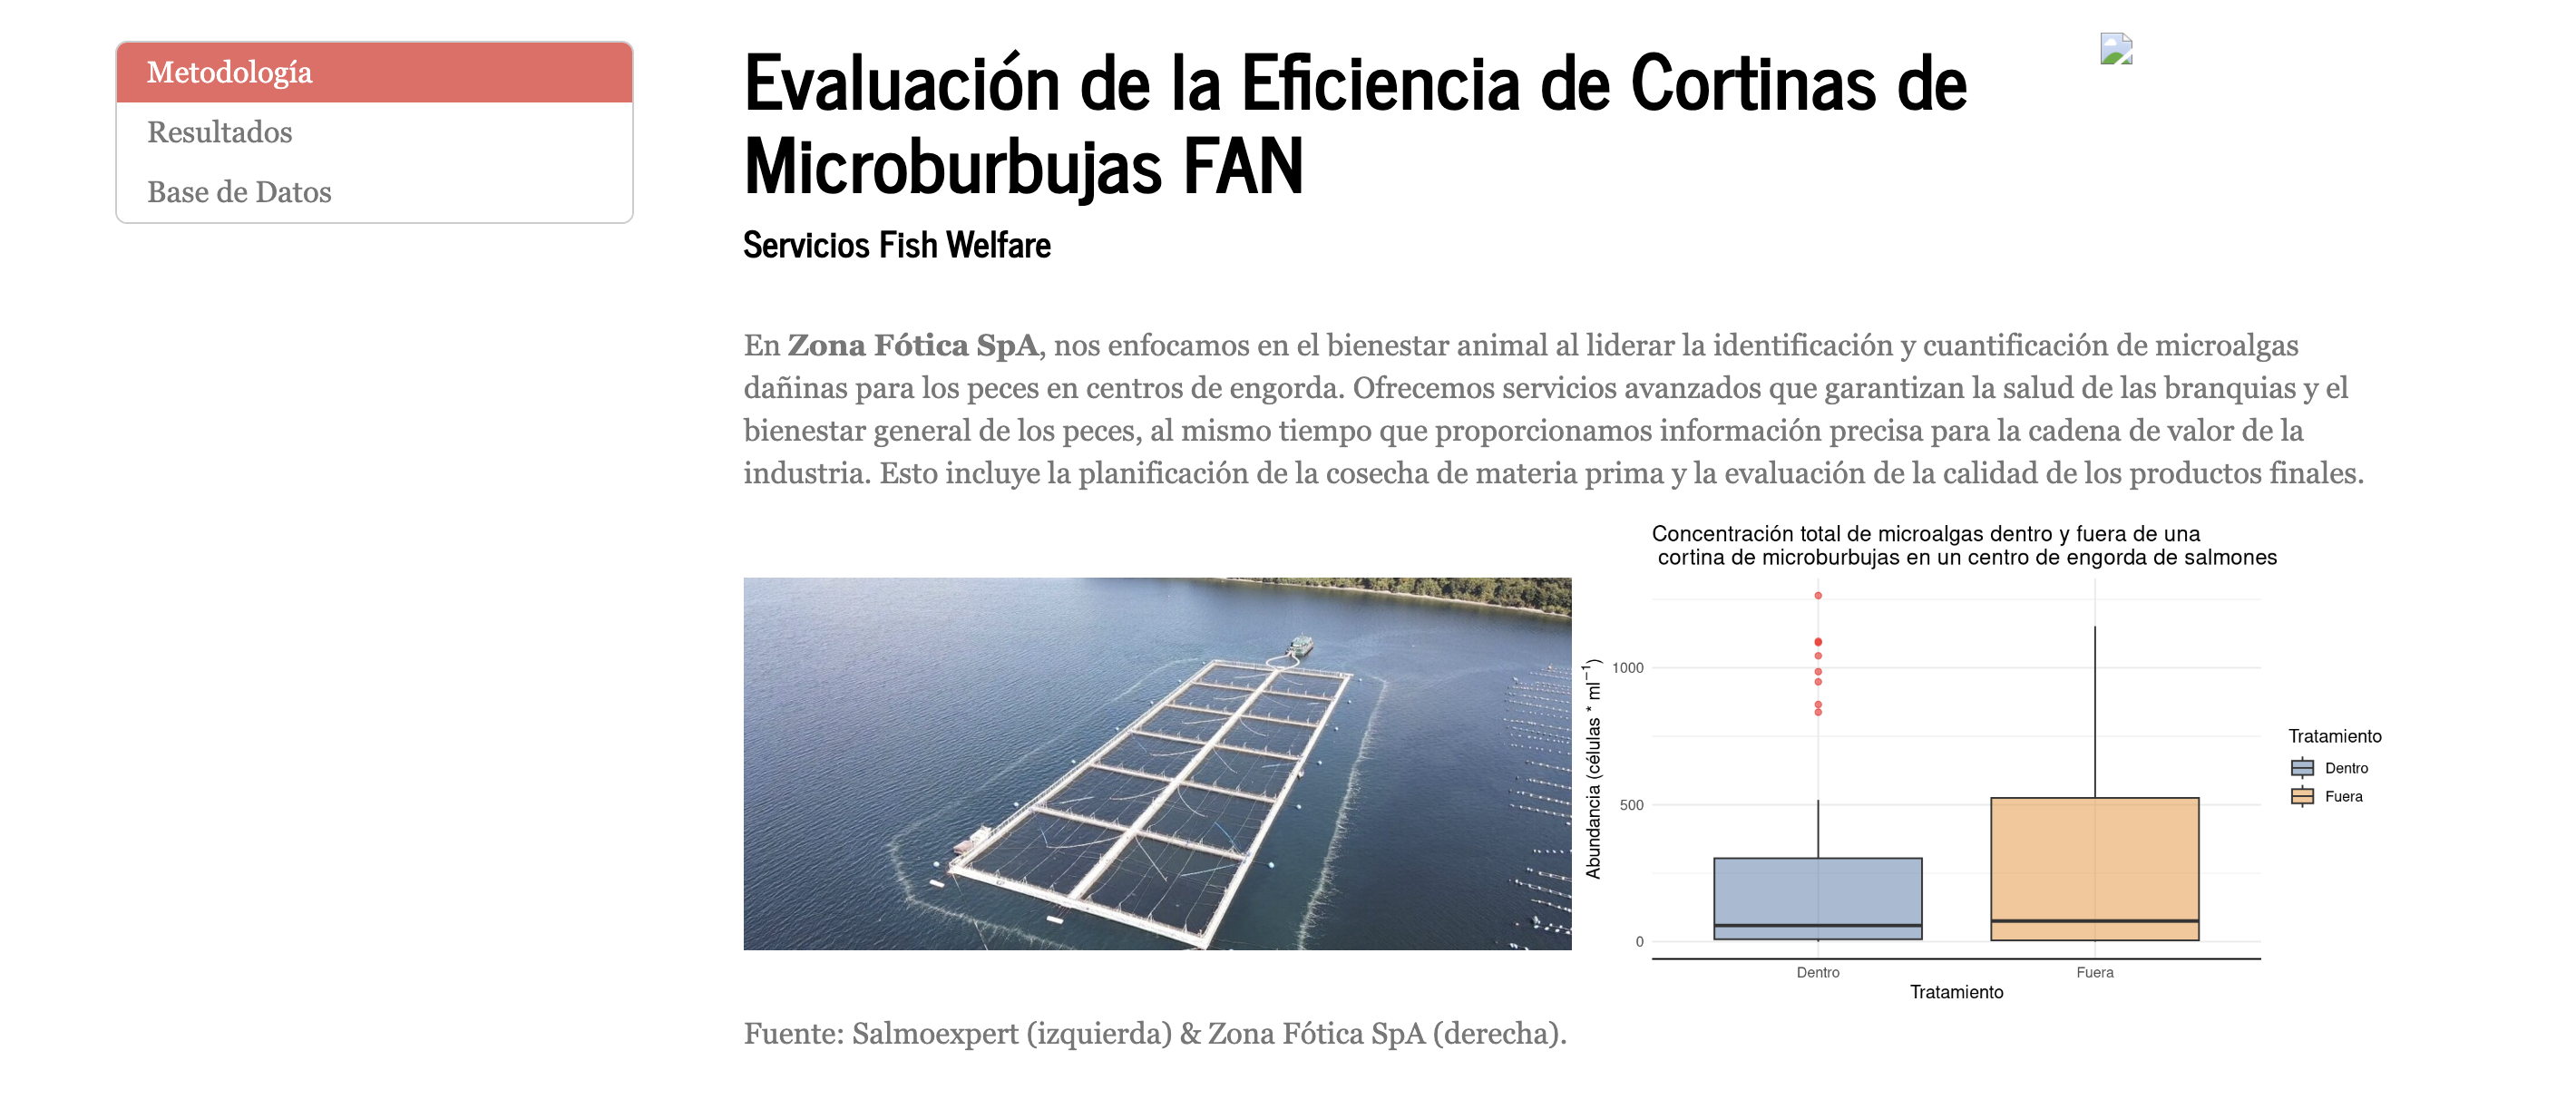 Metodología
Resultados
Base de Datos
Evaluación de la Eficiencia de Cortinas de
Microburbujas FAN
Servicios Fish Welfare
En Zona Fótica SpA, nos enfocamos en el bienestar animal al liderar la identificación y cuantificación de microalgas
dañinas para los peces en centros de engorda. Ofrecemos servicios avanzados que garantizan la salud de las branquias y el
bienestar general de los peces, al mismo tiempo que proporcionamos información precisa para la cadena de valor de la
industria. Esto incluye la planificación de la cosecha de materia prima y la evaluación de la calidad de los productos finales.
Concentración total de microalgas dentro y fuera de una
cortina de microburbujas en un centro de engorda de salmones
Abundancia (células * ml⁻¹)
1000
500
0
Dentro
Fuera
Tratamiento
Tratamiento
Dentro
Fuera
Fuente: Salmoexpert (izquierda) & Zona Fótica SpA (derecha).